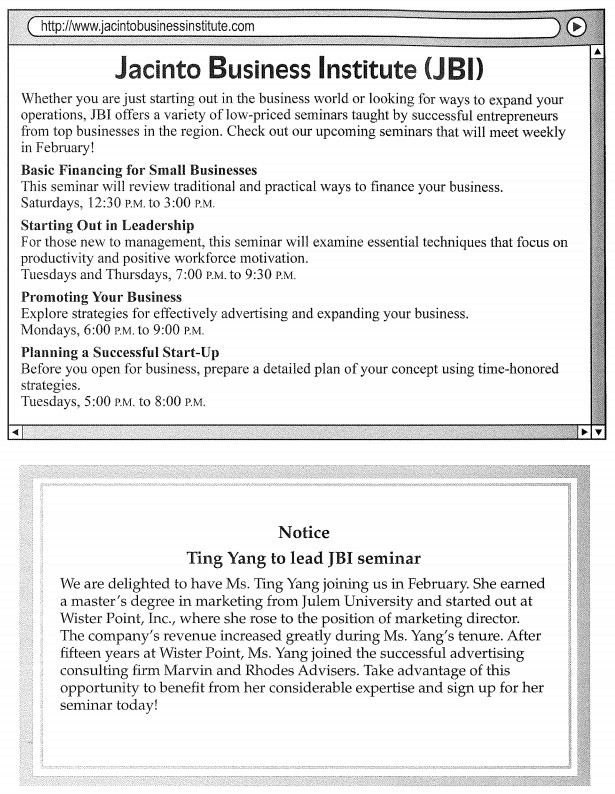 http://www.jacintobusinessinstitute.com
Jacinto Business Institute (JBI)
Whether you are just starting out in the business world or looking for ways to expand your
operations, JBI offers a variety of low-priced seminars taught by successful entrepreneurs
from top businesses in the region. Check out our upcoming seminars that will meet weekly
in February!
Basic Financing for Small Businesses
This seminar will review traditional and practical ways to finance your business.
Saturdays, 12:30 P.M. to 3:00 P.M.
Starting Out in Leadership
For those new to management, this seminar will examine essential techniques that focus on
productivity and positive workforce motivation.
Tuesdays and Thursdays, 7:00 P.M. to 9:30 P.M.
Promoting Your Business
Explore strategies for effectively advertising and expanding your business.
Mondays, 6:00 P.M. to 9:00 P.M.
Planning a Successful Start-Up
Before you open for business, prepare a detailed plan of your concept using time-honored
strategies.
Tuesdays, 5:00 P.M. to 8:00 P.M.
Notice
Ting Yang to lead JBI seminar
We are delighted to have Ms. Ting Yang joining us in February. She earned
a master's degree in marketing from Julem University and started out at
Wister Point, Inc., where she rose to the position of marketing director.
The company's revenue increased greatly during Ms. Yang's tenure. After
fifteen years at Wister Point, Ms. Yang joined the successful advertising
consulting firm Marvin and Rhodes Advisers. Take advantage of this
opportunity to benefit from her considerable expertise and sign up for her
seminar today!